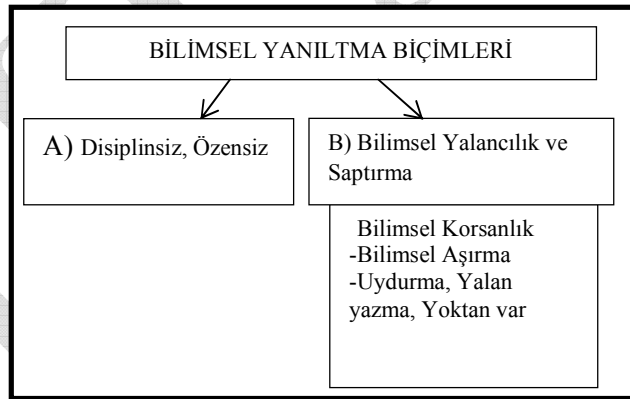 BİLİMSEL YANILTMA BİÇİMLERİ
A) Disiplinsiz, Özensiz
B) Bilimsel Yalancılık ve
Saptırma
Bilimsel Korsanlık
-Bilimsel Aşırma
-Uydurma, Yalan
yazma, Yoktan var